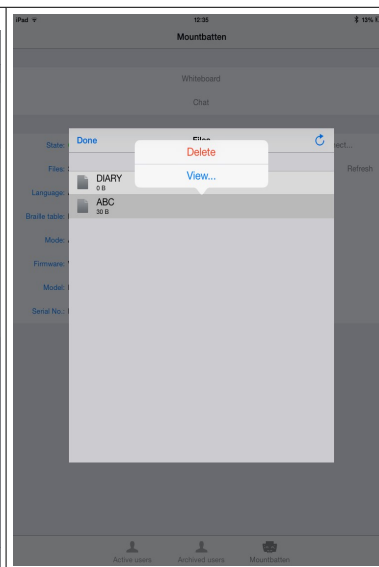 iPad 12:35 13%
Mountbatten
Whiteboard
Chat
State:
Done Files
Delete
Files: Refresh
View...
DIARY
0 B
Language:
ABC
30 B
Braille table:
Mode:
Firmware:
Model:
Serial No.:
Active users Archived users Mountbatten